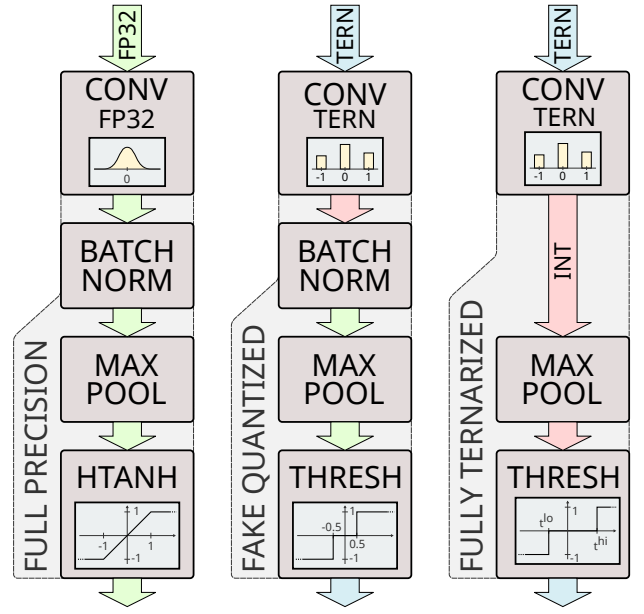 FP32
CONV
FP32
0
BATCH
NORM
MAX
POOL
HTANH
1
-1
1
-1
FULL PRECISION
TERN
CONV
TERN
-1 0 1
BATCH
NORM
MAX
POOL
THRESH
1
-0.5
0.5
-1
FAKE QUANTIZED
TERN
CONV
TERN
-1 0 1
INT
MAX
POOL
THRESH
1
t^lo
t^hi
-1
FULLY TERNARIZED